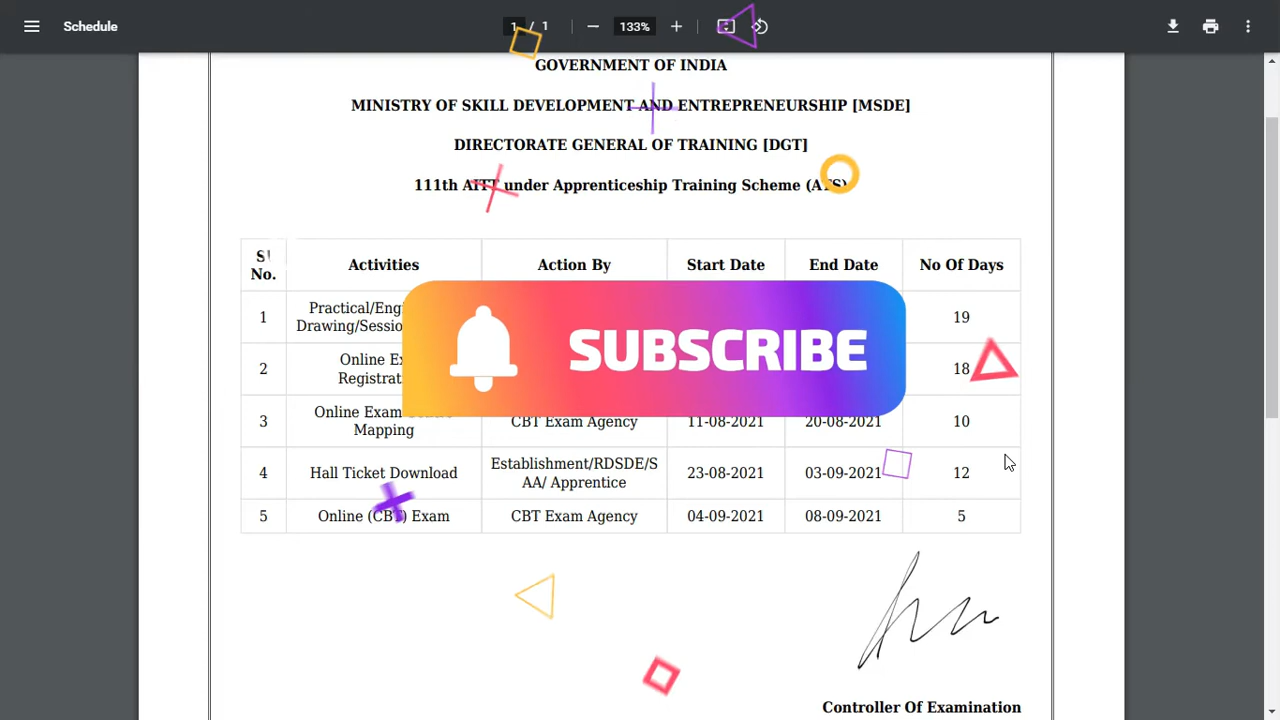 Schedule
1 / 1
133%
GOVERNMENT OF INDIA
MINISTRY OF SKILL DEVELOPMENT AND ENTREPRENEURSHIP [MSDE]
DIRECTORATE GENERAL OF TRAINING [DGT]
111th AITT under Apprenticeship Training Scheme (ATS)
No. Activities Action By Start Date End Date No Of Days
1 19
2 Online 18
SUBSCRIBE
3 Online Exam
Mapping CBT Exam Agency 11-08-2021 20-08-2021 10
4 Hall Ticket Download Establishment/RDSDE/S
AA/ Apprentice 23-08-2021 03-09-2021 12
5 Online (CBT) Exam CBT Exam Agency 04-09-2021 08-09-2021 5
Controller Of Examination